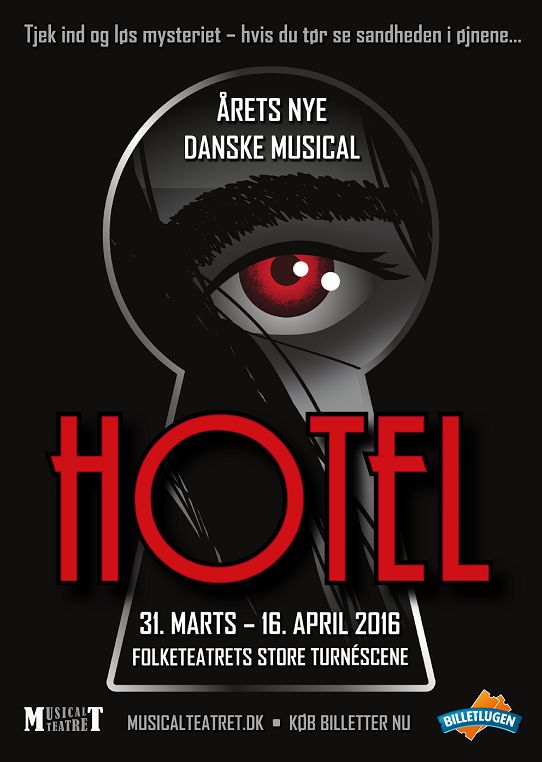 Tjek ind og løs mysteriet – hvis du tør se sandheden i øjnene...
ÅRETS NYE
DANSKE MUSICAL
HOTEL
31. MARTS – 16. APRIL 2016
FOLKETEATRETS STORE TURNÉSCENE
MUSICAL
TEATRET
MUSICALTEATRET.DK • KØB BILLETTER NU
BILLETLUGEN